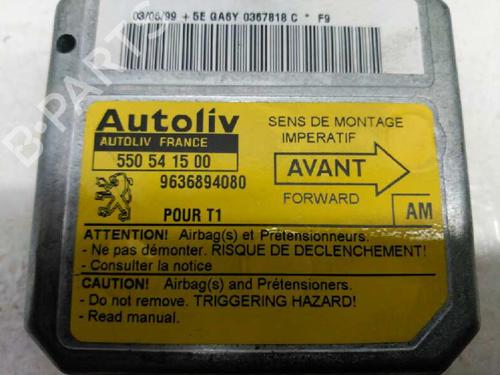 03/06/99 + 5E GA6Y 0367818 C * F9
Autoliv
AUTOLIV FRANCE
550 54 15 00
9636894080
POUR T1
SENS DE MONTAGE
IMPERATIF
AVANT
FORWARD
AM
ATTENTION! Airbag(s) et Prétensionneurs.
- Ne pas démonter. RISQUE DE DECLENCHEMENT!
- Consulter la notice
CAUTION! Airbag(s) and Prétensioners.
- Do not remove. TRIGGERING HAZARD!
- Read manual.
B-PARTS